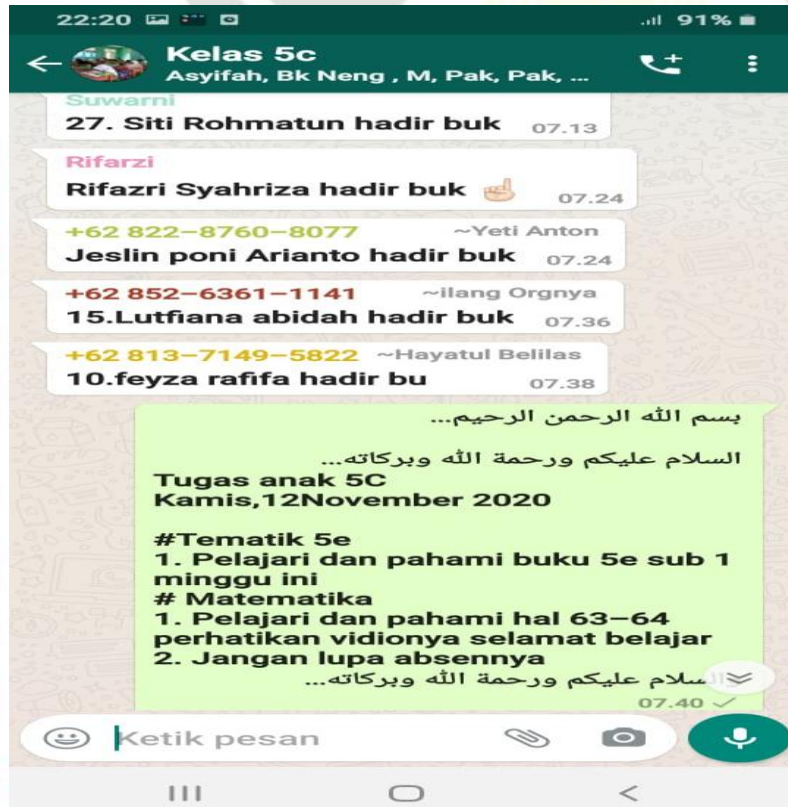 22:20 91%
Kelas 5c
Asyifah, Bk Neng , M, Pak, Pak, ...
Suwarni
27. Siti Rohmatun hadir buk 07.13
Rifarzi
Rifazri Syahriza hadir buk ☝🏻 07.24
+62 822-8760-8077 ~Yeti Anton
Jeslin poni Arianto hadir buk 07.24
+62 852-6361-1141 ~ilang Orgnya
15.Lutfiana abidah hadir buk 07.36
+62 813-7149-5822 ~Hayatul Belilas
10.feyza rafifa hadir bu 07.38
بسم الله الرحمن الرحيم...
السلام عليكم ورحمة الله وبركاته...
Tugas anak 5C
Kamis,12November 2020
#Tematik 5e
1. Pelajari dan pahami buku 5e sub 1
minggu ini
# Matematika
1. Pelajari dan pahami hal 63-64
perhatikan vidionya selamat belajar
2. Jangan lupa absennya
عليكم ورحمة الله وبركاته...
07.40
Ketik pesan